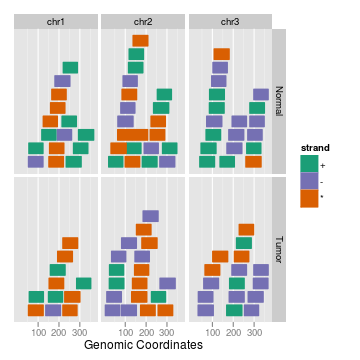 chr1 chr2 chr3
Normal
Tumor
strand
+
-
*
100 200 300 100 200 300 100 200 300
Genomic Coordinates